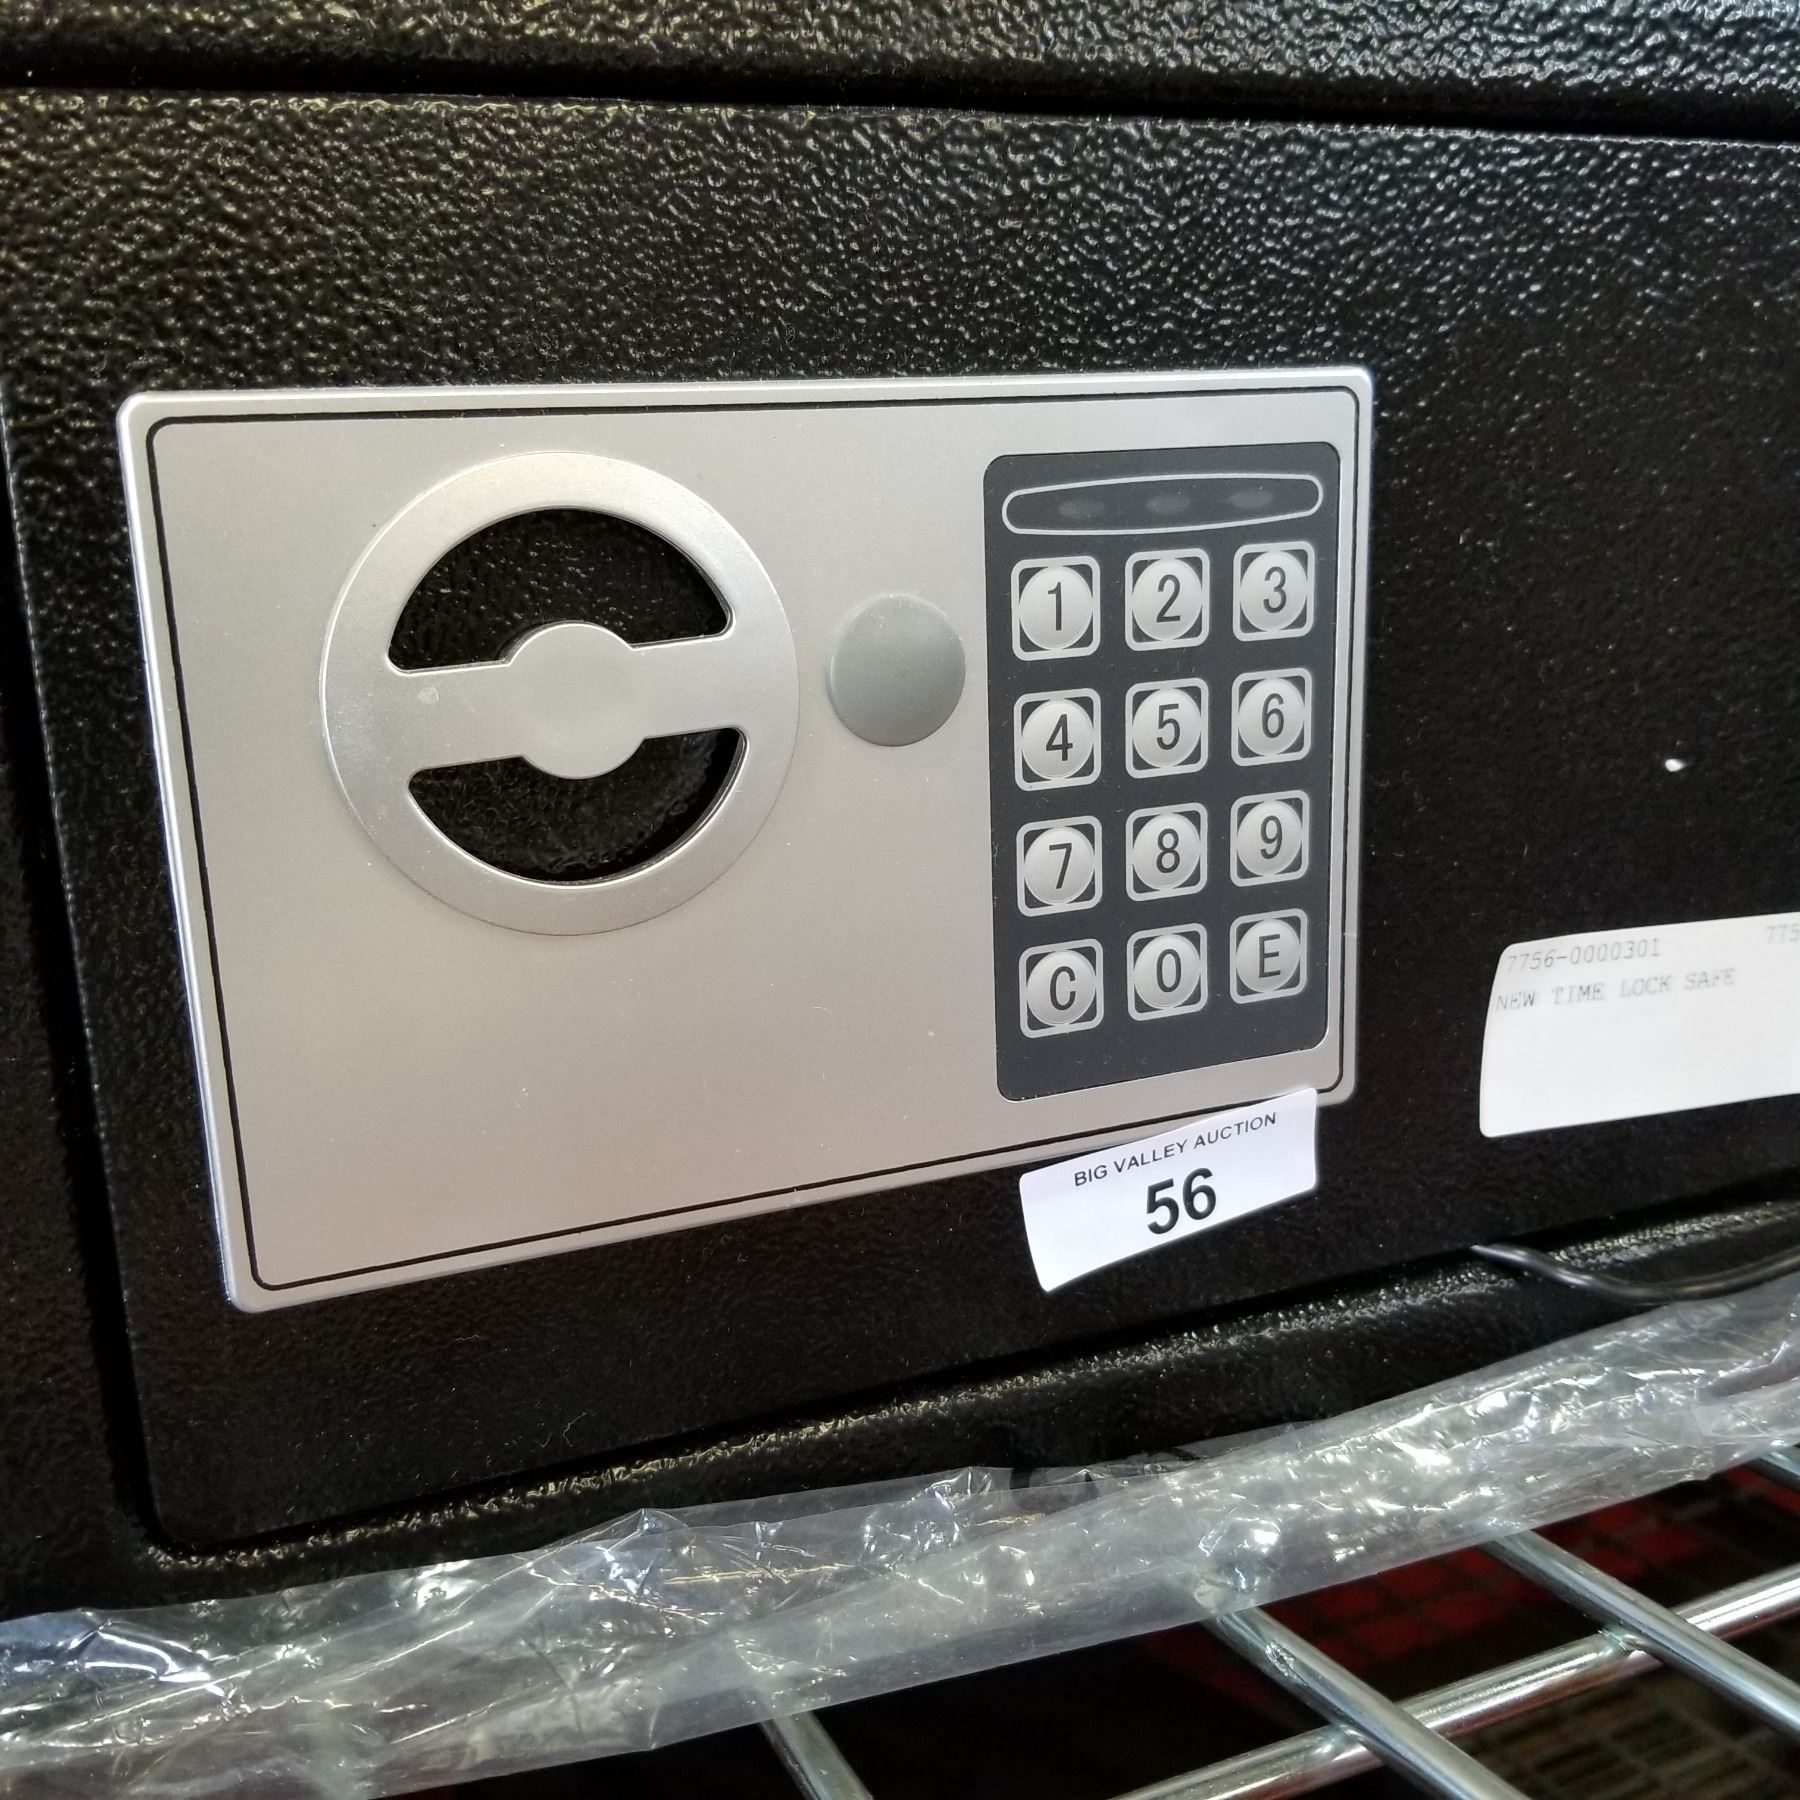 1 2 3
4 5 6
7 8 9
C 0 E
7756-0000301 775
NEW TIME LOCK SAFE
BIG VALLEY AUCTION
56